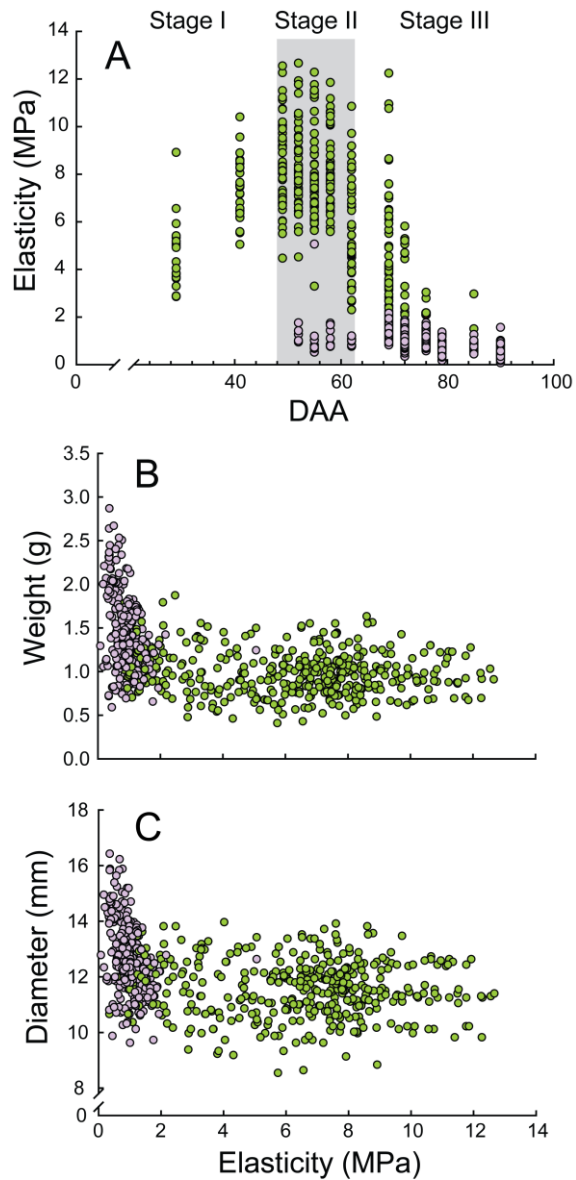 Stage I Stage II Stage III
A
14
12
10
8
6
4
2
0
Elasticity (MPa)
0 40 60 80 100
DAA
B
3.5
3.0
2.5
2.0
1.5
1.0
0.5
0.0
Weight (g)
C
18
16
14
12
10
8
0
Diameter (mm)
0 2 4 6 8 10 12 14
Elasticity (MPa)